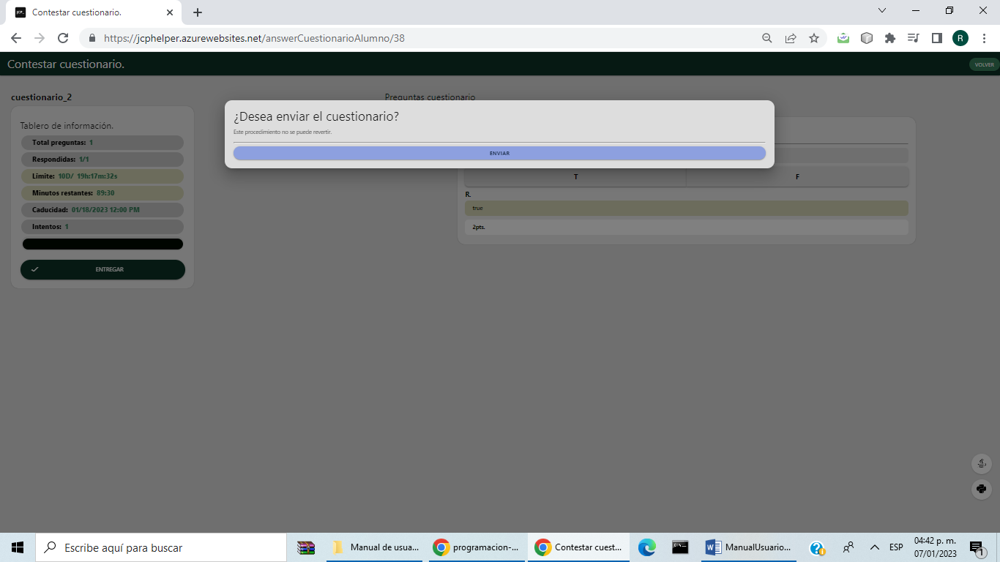 Contestar cuestionario.
https://jcphelper.azurewebsites.net/answerCuestionarioAlumno/38
R
Contestar cuestionario.
VOLVER
cuestionario_2
Tablero de información.
Total preguntas: 1
Respondidas: 1/1
Límite: 10D/ 19h:17m:32s
Minutos restantes: 89:30
Caducidad: 01/18/2023 12:00 PM
Intentos: 1
ENTREGAR
Preguntas cuestionario
¿Desea enviar el cuestionario?
Este procedimiento no se puede revertir.
ENVIAR
T F
R.
true
2pts.
Escribe aquí para buscar
Manual de usua...
programacion-...
Contestar cuest...
ManualUsuario...
ESP
04:42 p. m.
07/01/2023
1